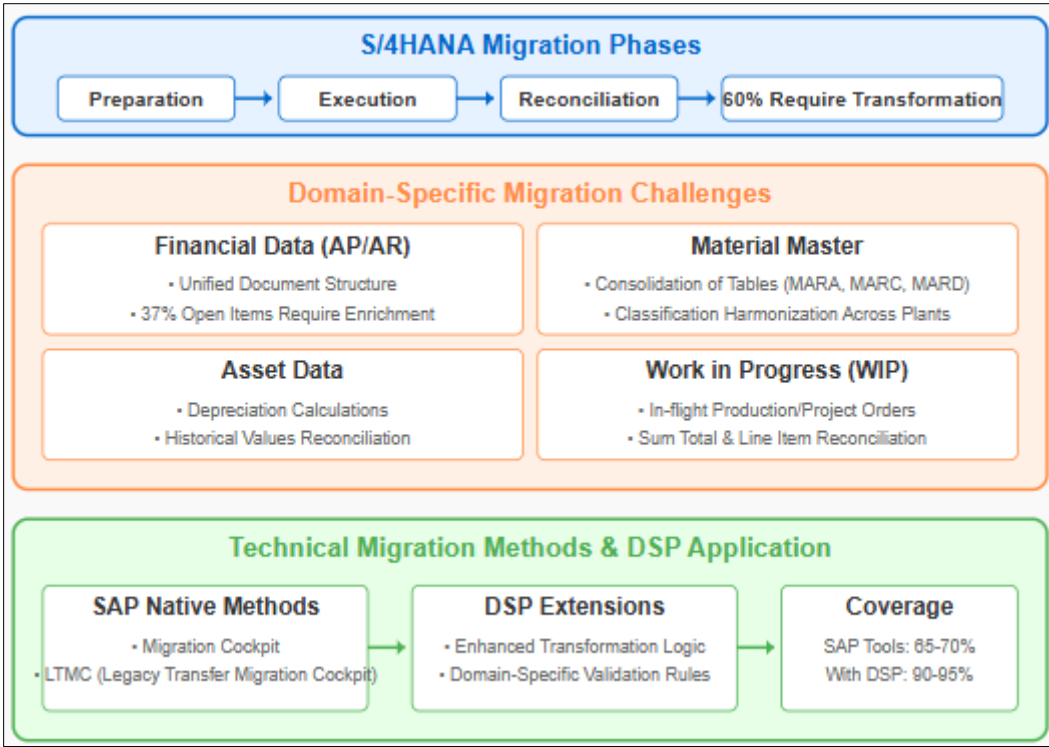 S/4HANA Migration Phases
Preparation
Execution
Reconciliation
60% Require Transformation
Domain-Specific Migration Challenges
Financial Data (AP/AR)
• Unified Document Structure
• 37% Open Items Require Enrichment
Material Master
• Consolidation of Tables (MARA, MARC, MARD)
• Classification Harmonization Across Plants
Asset Data
• Depreciation Calculations
• Historical Values Reconciliation
Work in Progress (WIP)
• In-flight Production/Project Orders
• Sum Total & Line Item Reconciliation
Technical Migration Methods & DSP Application
SAP Native Methods
• Migration Cockpit
• LTMC (Legacy Transfer Migration Cockpit)
DSP Extensions
• Enhanced Transformation Logic
• Domain-Specific Validation Rules
Coverage
SAP Tools: 65-70%
With DSP: 90-95%